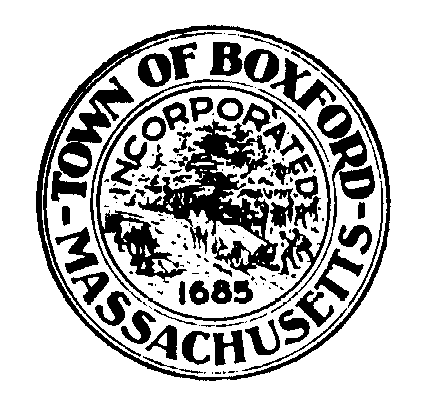 -TOWN OF BOXFORD-
MASSACHUSETTS
INCORPORATED
1685